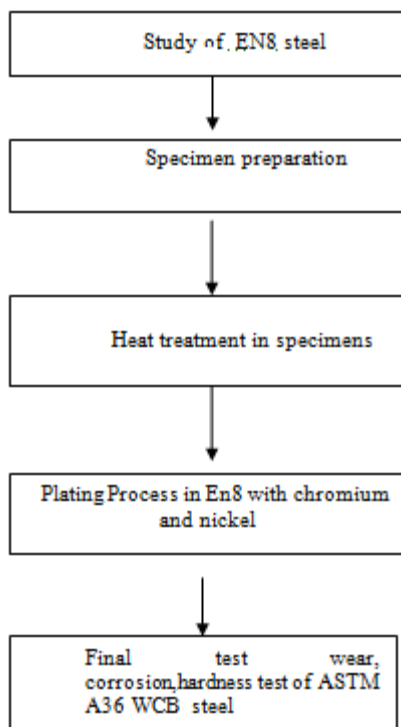 Study of EN8 steel
Specimen preparation
Heat treatment in specimens
Plating Process in En8 with chromium
and nickel
Final test wear,
corrosion,hardness test of ASTM
A36 WCB steel